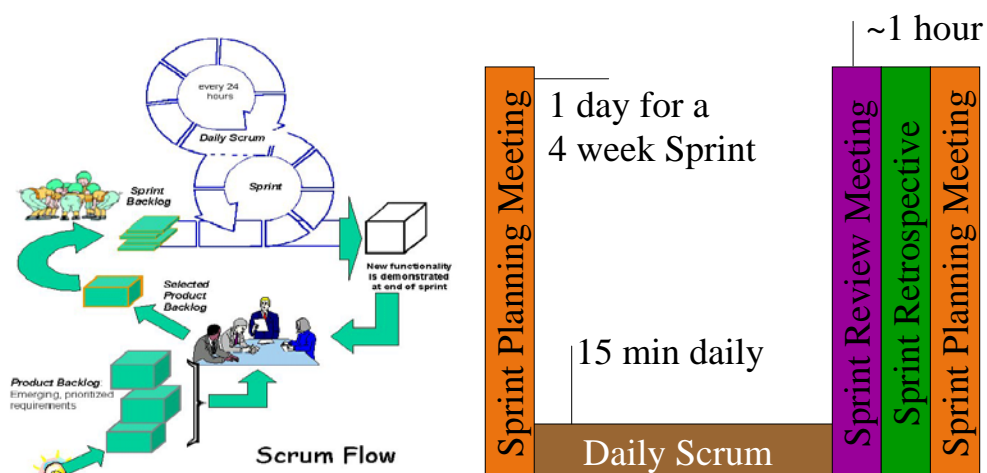 every 24
hours
Daily Scrum
Sprint
Sprint
Backlog
New functionality
is demonstrated
at end of sprint
Selected
Product
Backlog
Product Backlog:
Emerging, prioritized
requirements
Scrum Flow
~1 hour
Sprint Planning Meeting
1 day for a
4 week Sprint
15 min daily
Daily Scrum
Sprint Review Meeting
Sprint Retrospective
Sprint Planning Meeting